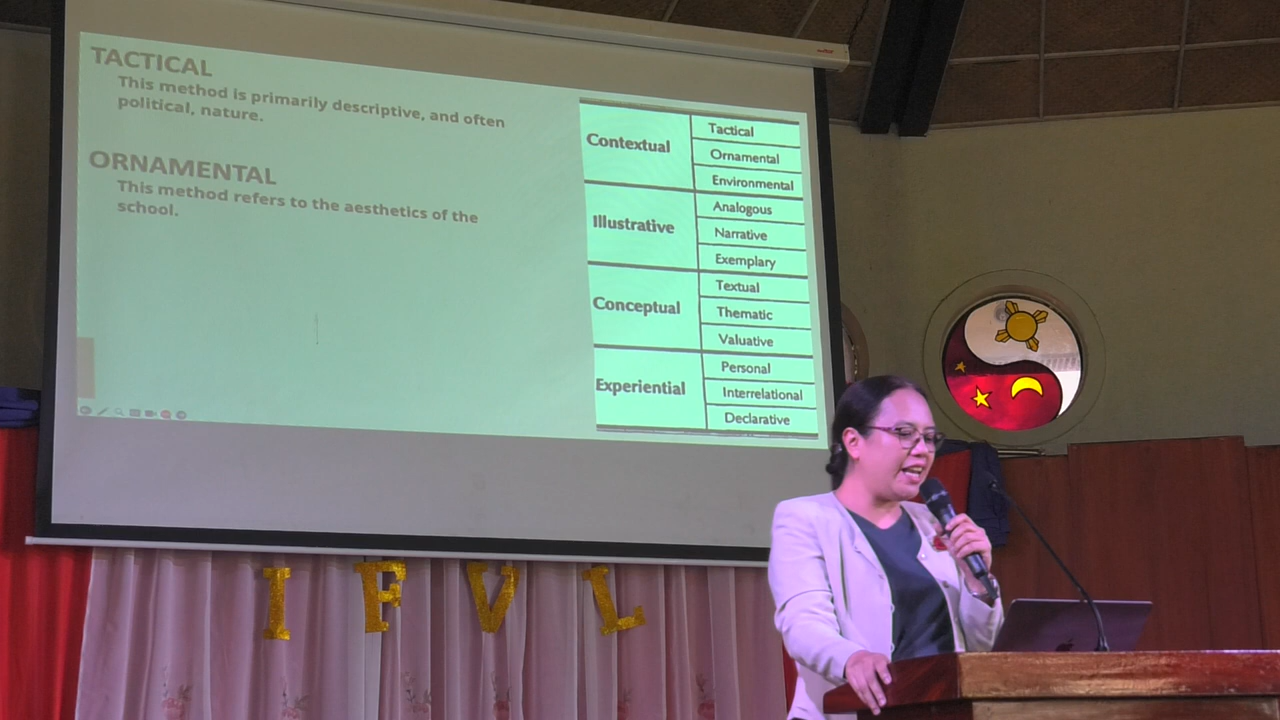 TACTICAL
This method is primarily descriptive, and often
political, nature.
ORNAMENTAL
This method refers to the aesthetics of the
school.
Contextual
Tactical
Ornamental
Environmental
Illustrative
Analogous
Narrative
Exemplary
Conceptual
Textual
Thematic
Valuative
Experiential
Personal
Interrelational
Declarative
I F V L